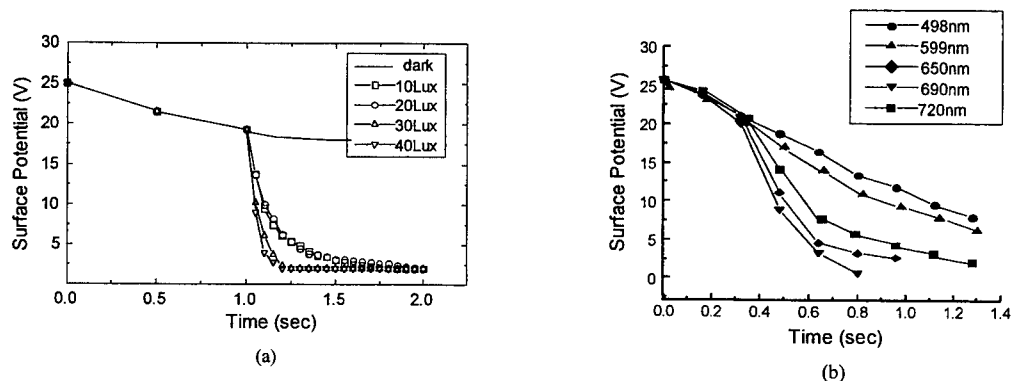 (a)
Surface Potential (V)
30
25
20
15
10
5
dark
10Lux
20Lux
30Lux
40Lux
0.0 0.5 1.0 1.5 2.0
Time (sec)
(a)
(b)
498nm
599nm
650nm
690nm
720nm
Surface Potential (V)
30
25
20
15
10
5
0
0.0 0.2 0.4 0.6 0.8 1.0 1.2 1.4
Time (sec)
(b)